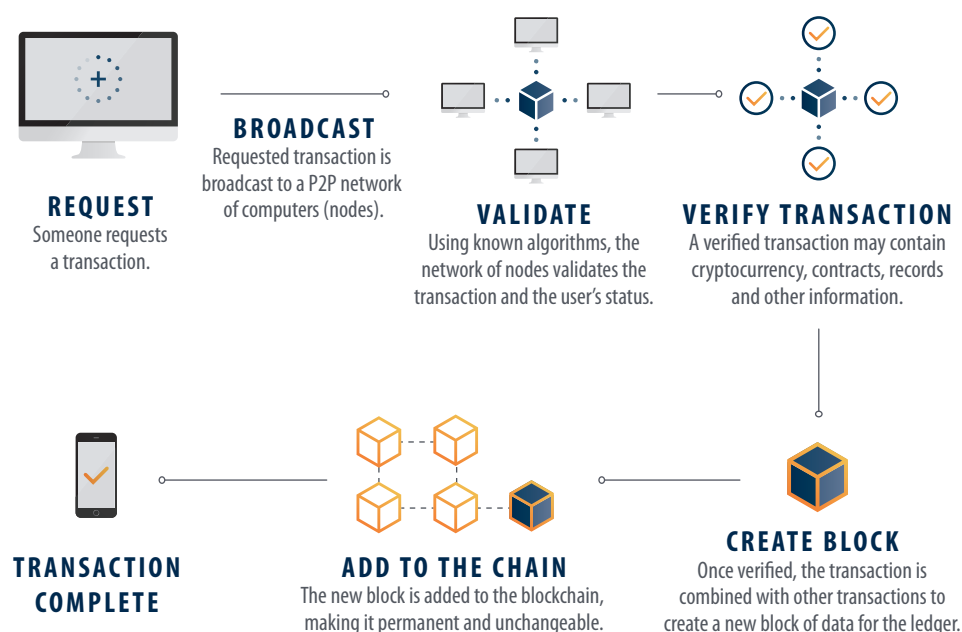 REQUEST
Someone requests
a transaction.
BROADCAST
Requested transaction is
broadcast to a P2P network
of computers (nodes).
VALIDATE
Using known algorithms, the
network of nodes validates the
transaction and the user's status.
VERIFY TRANSACTION
A verified transaction may contain
cryptocurrency, contracts, records
and other information.
CREATE BLOCK
Once verified, the transaction is
combined with other transactions to
create a new block of data for the ledger.
ADD TO THE CHAIN
The new block is added to the blockchain,
making it permanent and unchangeable.
TRANSACTION
COMPLETE